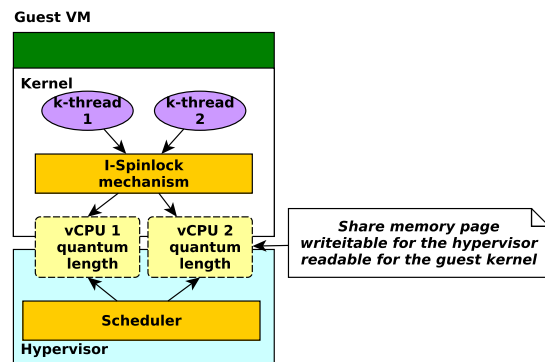 Guest VM
Kernel
k-thread
1
k-thread
2
I-Spinlock
mechanism
vCPU 1
quantum
length
vCPU 2
quantum
length
Share memory page
writeitable for the hypervisor
readable for the guest kernel
Scheduler
Hypervisor